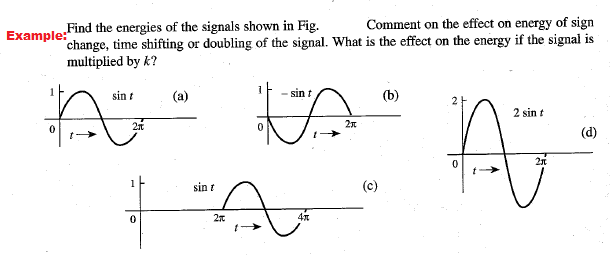 Example: Find the energies of the signals shown in Fig. Comment on the effect on energy of sign
change, time shifting or doubling of the signal. What is the effect on the energy if the signal is
multiplied by k?
1 sin t (a)
0 t 2π
1 - sin t (b)
0 t 2π
2 2 sin t (d)
0 t 2π
1 sin t (c)
0 2π t 4π